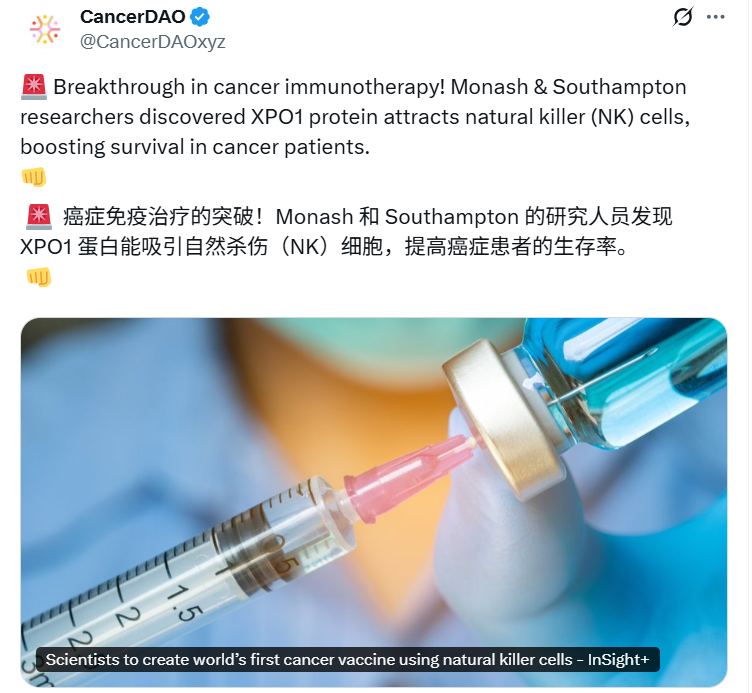 CancerDAO
@CancerDAOxyz
🚨 Breakthrough in cancer immunotherapy! Monash & Southampton
researchers discovered XPO1 protein attracts natural killer (NK) cells,
boosting survival in cancer patients.
👊
🚨 癌症免疫治疗的突破！Monash 和 Southampton 的研究人员发现
XPO1 蛋白能吸引自然杀伤（NK）细胞，提高癌症患者的生存率。
👊
1.5
2
2
Scientists to create world's first cancer vaccine using natural killer cells - InSight+